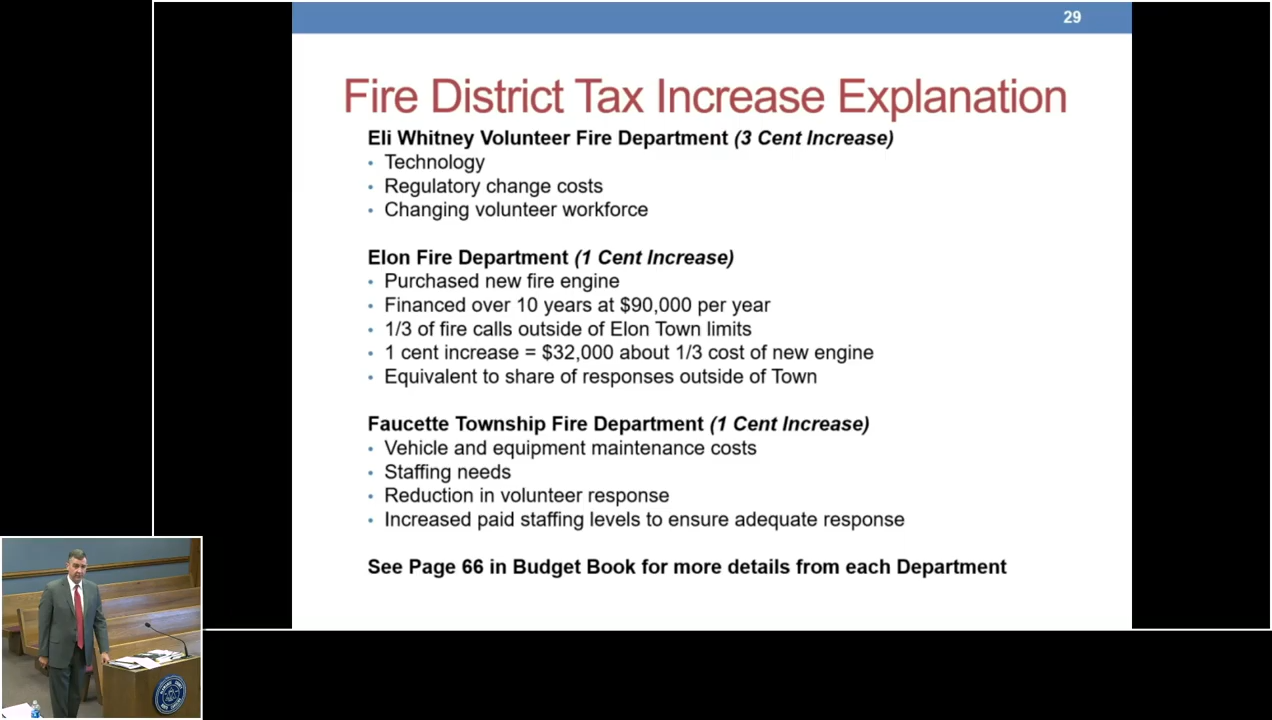 29
Fire District Tax Increase Explanation
Eli Whitney Volunteer Fire Department (3 Cent Increase)
• Technology
• Regulatory change costs
• Changing volunteer workforce
Elon Fire Department (1 Cent Increase)
• Purchased new fire engine
• Financed over 10 years at $90,000 per year
• 1/3 of fire calls outside of Elon Town limits
• 1 cent increase = $32,000 about 1/3 cost of new engine
• Equivalent to share of responses outside of Town
Faucette Township Fire Department (1 Cent Increase)
• Vehicle and equipment maintenance costs
• Staffing needs
• Reduction in volunteer response
• Increased paid staffing levels to ensure adequate response
See Page 66 in Budget Book for more details from each Department